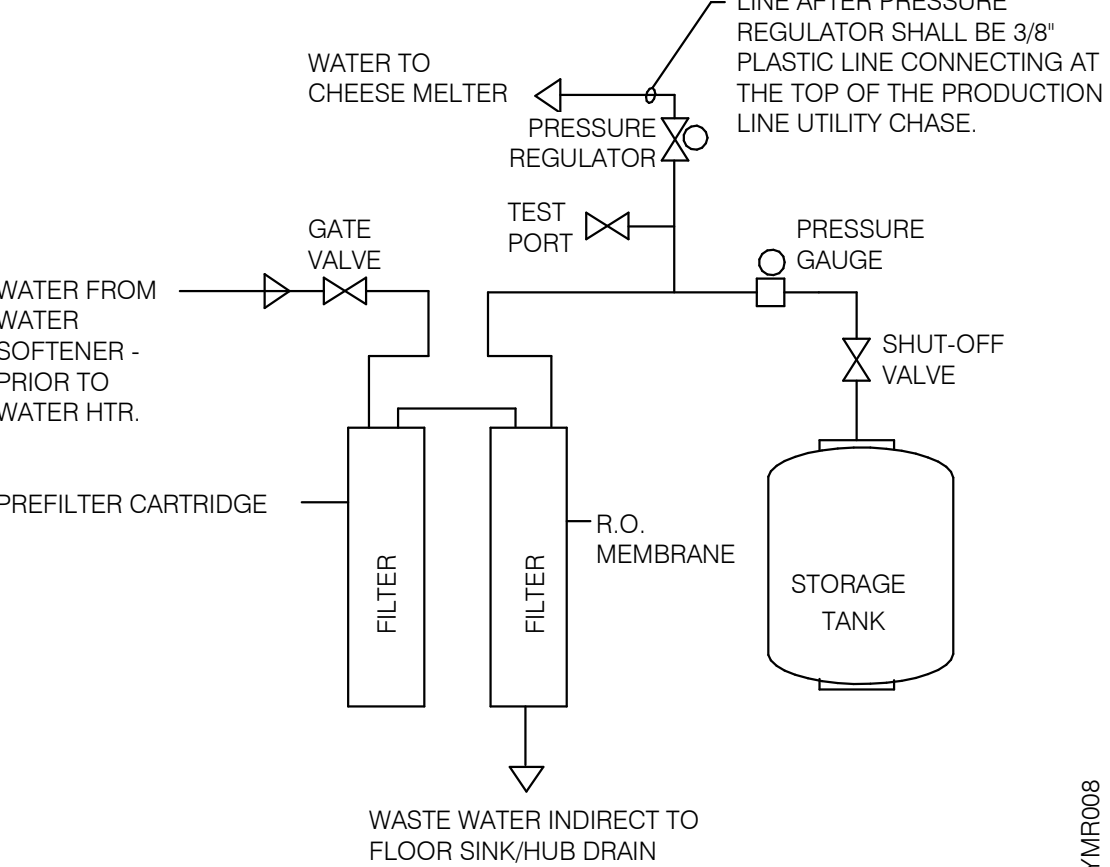 LINE AFTER PRESSURE
REGULATOR SHALL BE 3/8"
PLASTIC LINE CONNECTING AT
THE TOP OF THE PRODUCTION
LINE UTILITY CHASE.
WATER TO
CHEESE MELTER
PRESSURE
REGULATOR
TEST
PORT
GATE
VALVE
PRESSURE
GAUGE
WATER FROM
WATER
SOFTENER -
PRIOR TO
WATER HTR.
SHUT-OFF
VALVE
PREFILTER CARTRIDGE
R.O.
MEMBRANE
FILTER
FILTER
STORAGE
TANK
WASTE WATER INDIRECT TO
FLOOR SINK/HUB DRAIN
YMR008